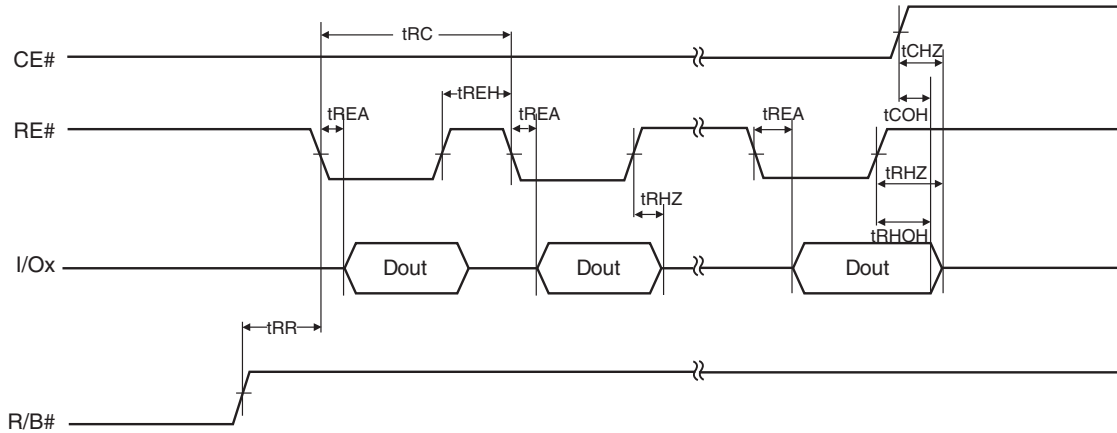 tRC
tCHZ
CE#
tREH
tREA
tREA
tREA
tCOH
RE#
tRHZ
tRHZ
tRHOH
I/Ox
Dout
Dout
Dout
tRR
R/B#